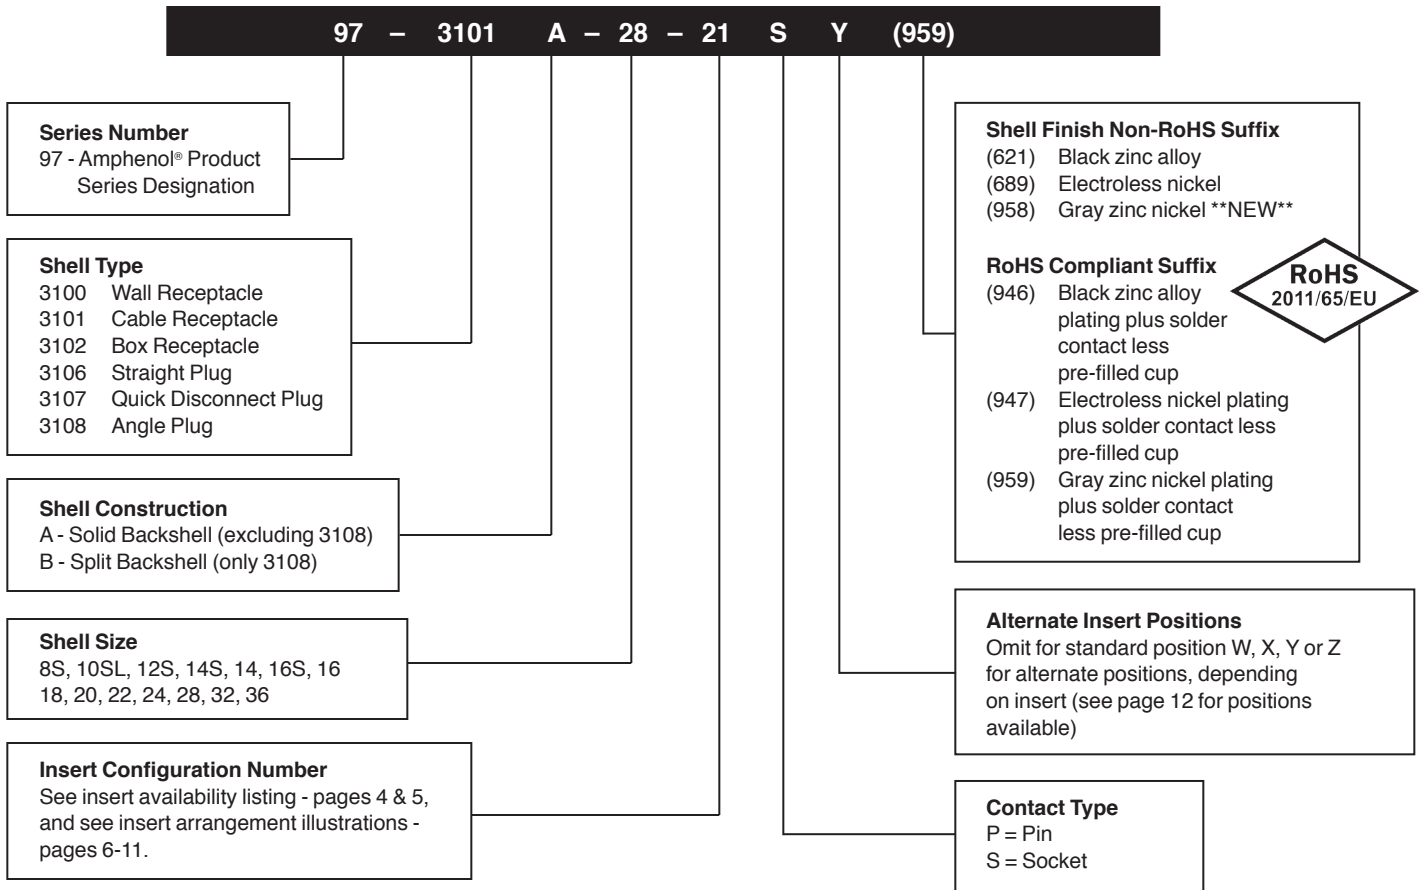 97 – 3101 A – 28 – 21 S Y (959)
Series Number
97 - Amphenol® Product
Series Designation
Shell Type
3100 Wall Receptacle
3101 Cable Receptacle
3102 Box Receptacle
3106 Straight Plug
3107 Quick Disconnect Plug
3108 Angle Plug
Shell Construction
A - Solid Backshell (excluding 3108)
B - Split Backshell (only 3108)
Shell Size
8S, 10SL, 12S, 14S, 14, 16S, 16
18, 20, 22, 24, 28, 32, 36
Insert Configuration Number
See insert availability listing - pages 4 & 5,
and see insert arrangement illustrations -
pages 6-11.
Shell Finish Non-RoHS Suffix
(621) Black zinc alloy
(689) Electroless nickel
(958) Gray zinc nickel **NEW**
RoHS Compliant Suffix
(946) Black zinc alloy
plating plus solder
contact less
pre-filled cup
(947) Electroless nickel plating
plus solder contact less
pre-filled cup
(959) Gray zinc nickel plating
plus solder contact
less pre-filled cup
RoHS
2011/65/EU
Alternate Insert Positions
Omit for standard position W, X, Y or Z
for alternate positions, depending
on insert (see page 12 for positions
available)
Contact Type
P = Pin
S = Socket